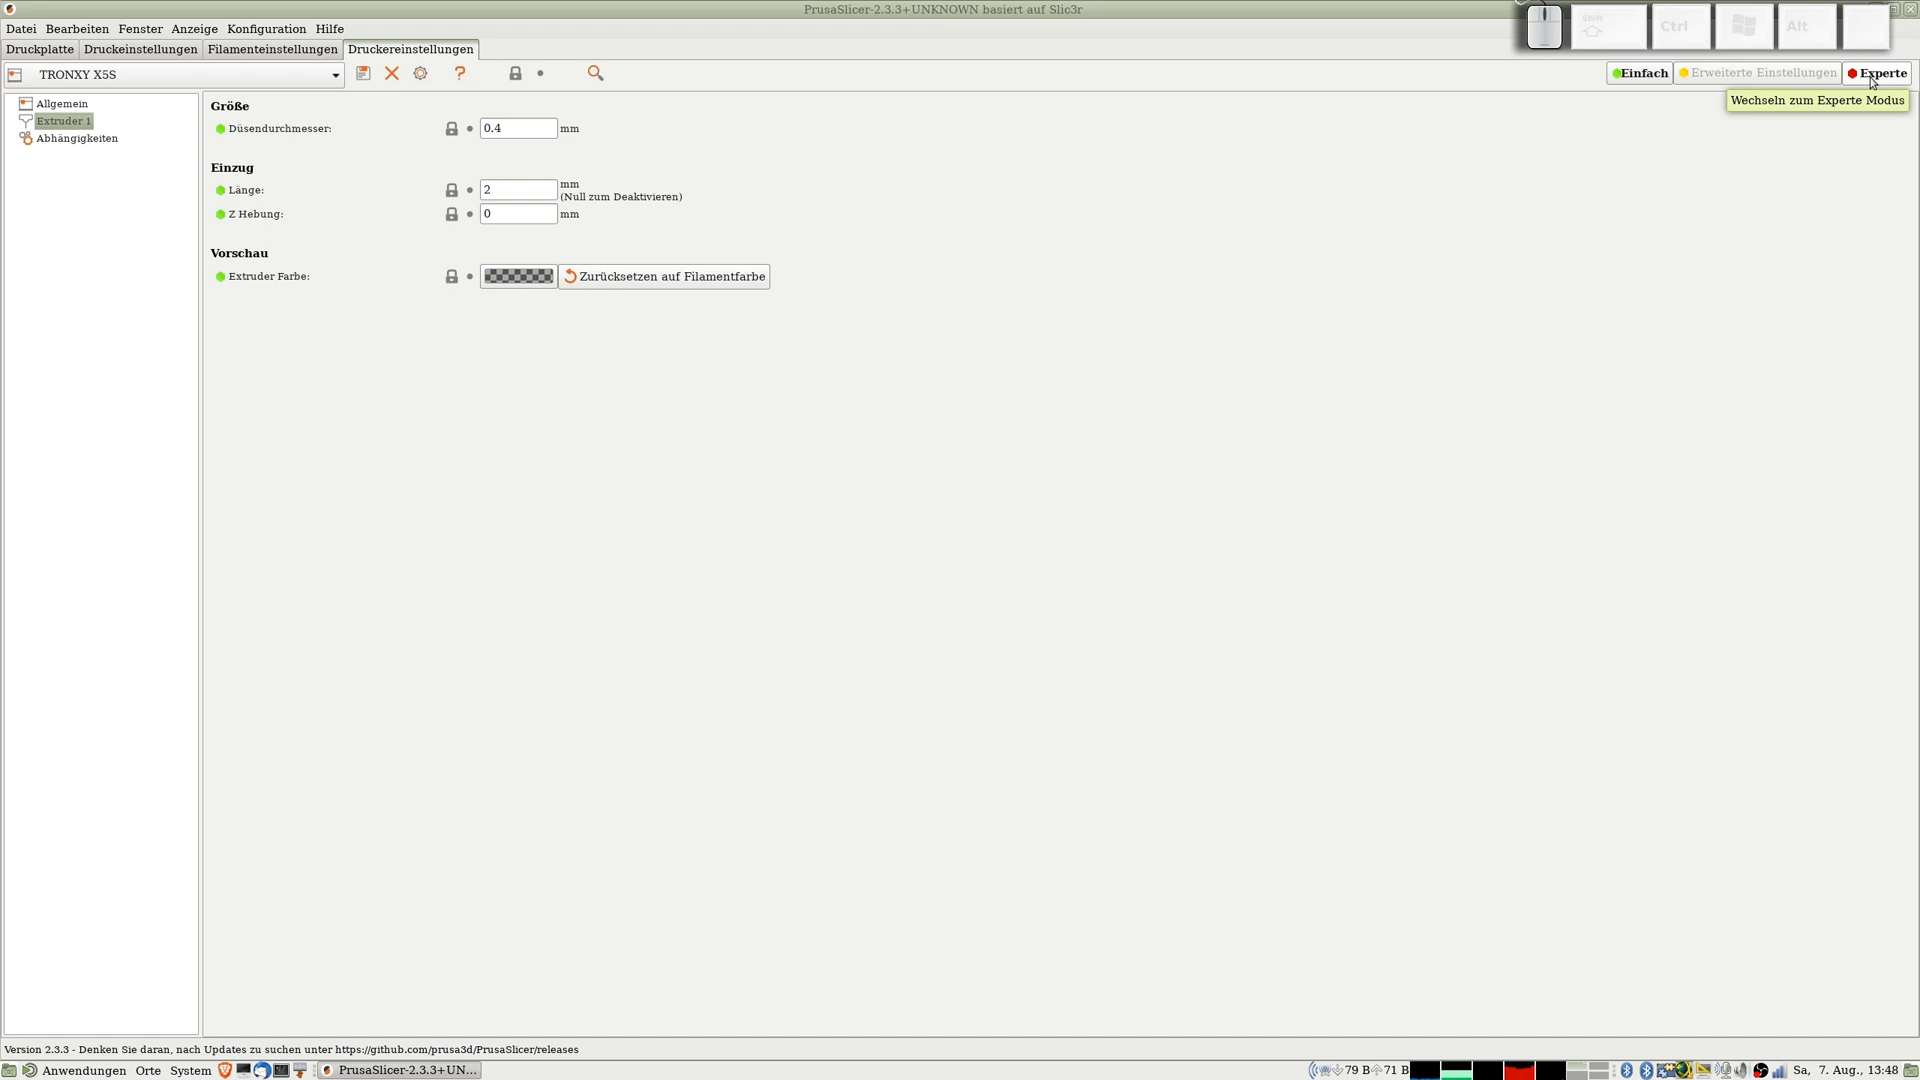 PrusaSlicer-2.3.3+UNKNOWN basiert auf Slic3r
Shift Ctrl Alt
Datei Bearbeiten Fenster Anzeige Konfiguration Hilfe
Druckplatte Druckeinstellungen Filamenteinstellungen Druckereinstellungen
TRONXY X5S
? Einfach Erweiterte Einstellungen Experte
Wechseln zum Experte Modus
Allgemein
Extruder 1
Abhängigkeiten
Größe
Düsendurchmesser: 0.4 mm
Einzug
Länge: 2 mm
(Null zum Deaktivieren)
Z Hebung: 0 mm
Vorschau
Extruder Farbe: Zurücksetzen auf Filamentfarbe
Version 2.3.3 - Denken Sie daran, nach Updates zu suchen unter https://github.com/prusa3d/PrusaSlicer/releases
Anwendungen Orte System PrusaSlicer-2.3.3+UN... 79 B 71 B Sa, 7. Aug., 13:48